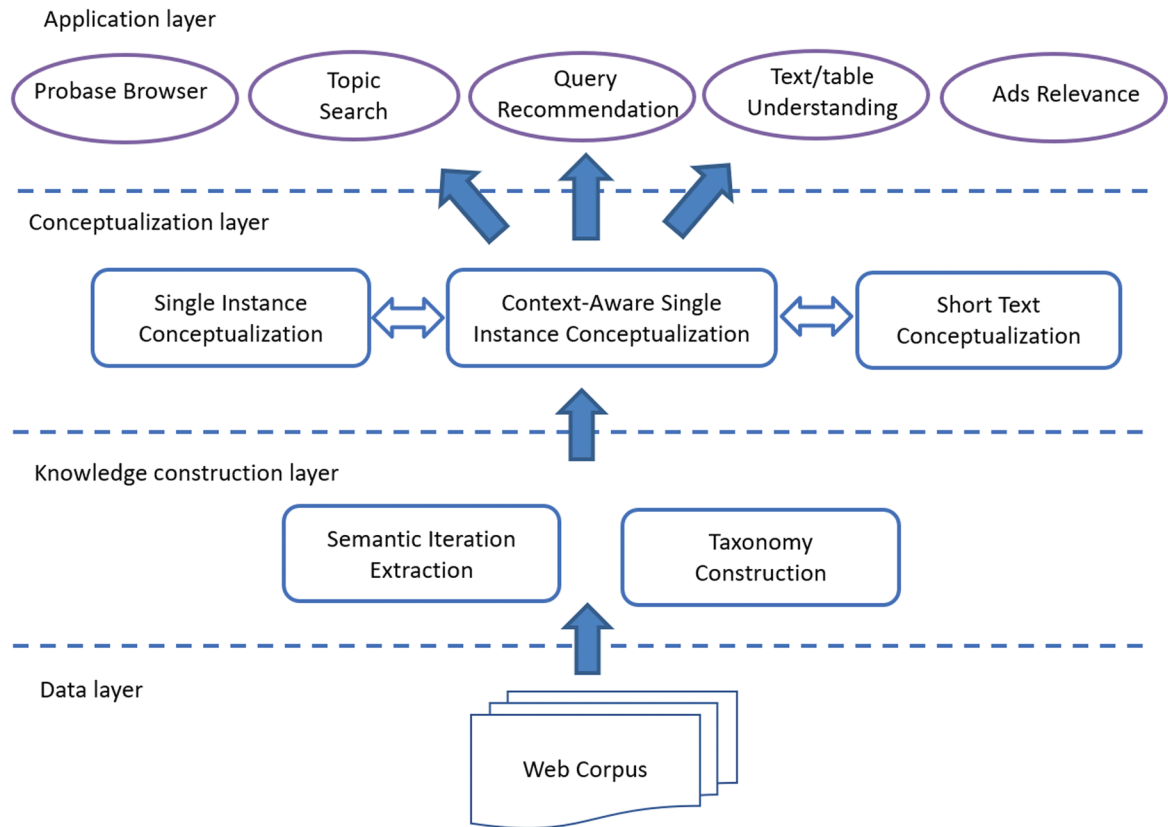 Application layer
Probase Browser
Topic
Search
Query
Recommendation
Text/table
Understanding
Ads Relevance
Conceptualization layer
Single Instance
Conceptualization
Context-Aware Single
Instance Conceptualization
Short Text
Conceptualization
Knowledge construction layer
Semantic Iteration
Extraction
Taxonomy
Construction
Data layer
Web Corpus